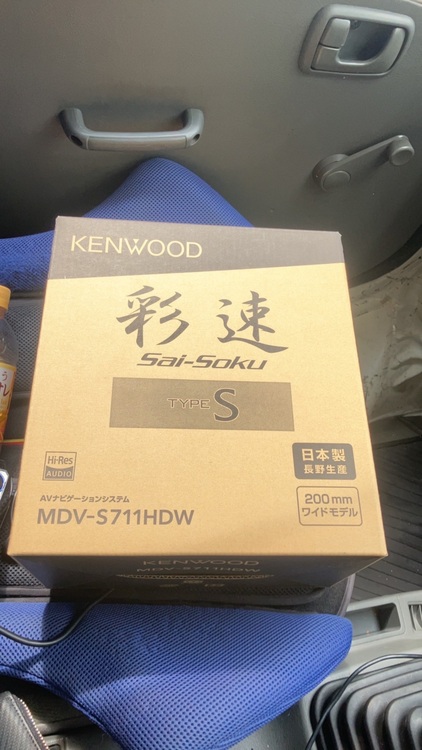 KENWOOD
彩速
Sai-Soku
TYPE S
Hi-Res
AUDIO
日本製
長野生産
AVナビゲーションシステム
MDV-S711HDW
200mm
ワイドモデル
KENWOOD
MDV-S711HDW